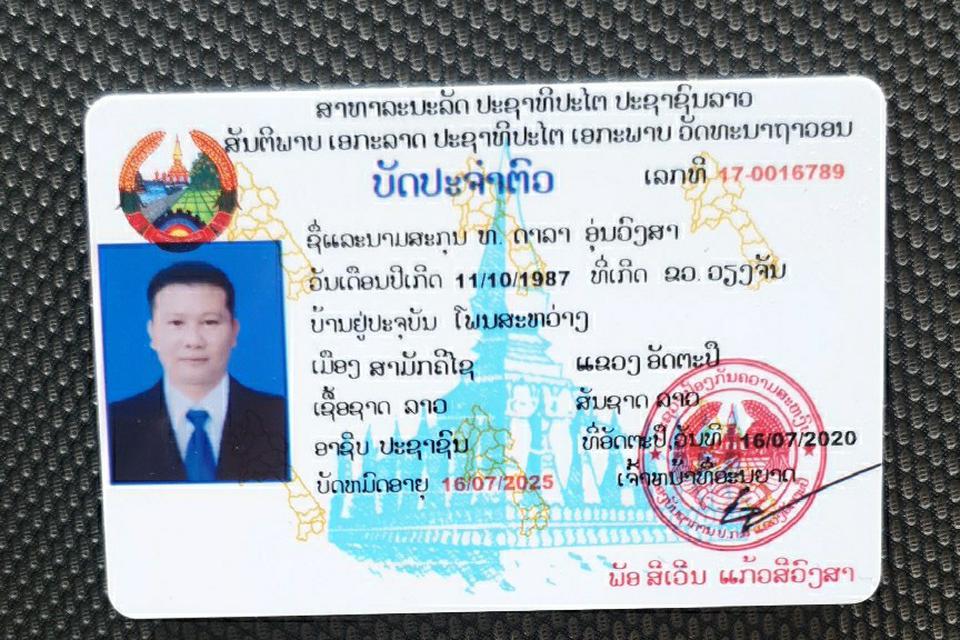 ສາທາລະນະລັດ ປະຊາທິປະໄຕ ປະຊາຊົນລາວ
ສັນຕິພາບ ເອກະລາດ ປະຊາທິປະໄຕ ເອກະພາບ ວັດທະນາຖາວອນ
ບັດປະຈຳຕົວ
ເລກທີ 17-0016789
ຊື່ແລະນາມສະກຸນ ທ. ດາລາ ອຸ່ນວົງສາ
ວັນເດືອນປີເກີດ 11/10/1987 ທີ່ເກີດ ຂວ. ວຽງຈັນ
ບ້ານຢູ່ປະຈຸບັນ ໂພນສະຫວ່າງ
ເມືອງ ສາມັກຄີໄຊ ແຂວງ ອັດຕະປື
ເຊື້ອຊາດ ລາວ ສັນຊາດ ລາວ
ອາຊີບ ປະຊາຊົນ ທີ່ອັດຕະປື, ວັນທີ 16/07/2020
ບັດຫມົດອາຍຸ 16/07/2025 ເຈົ້າຫນ້າທີ່ອະນຸຍາດ
ພັອ ສີເວີນ ແກ້ວສີວົງສາ